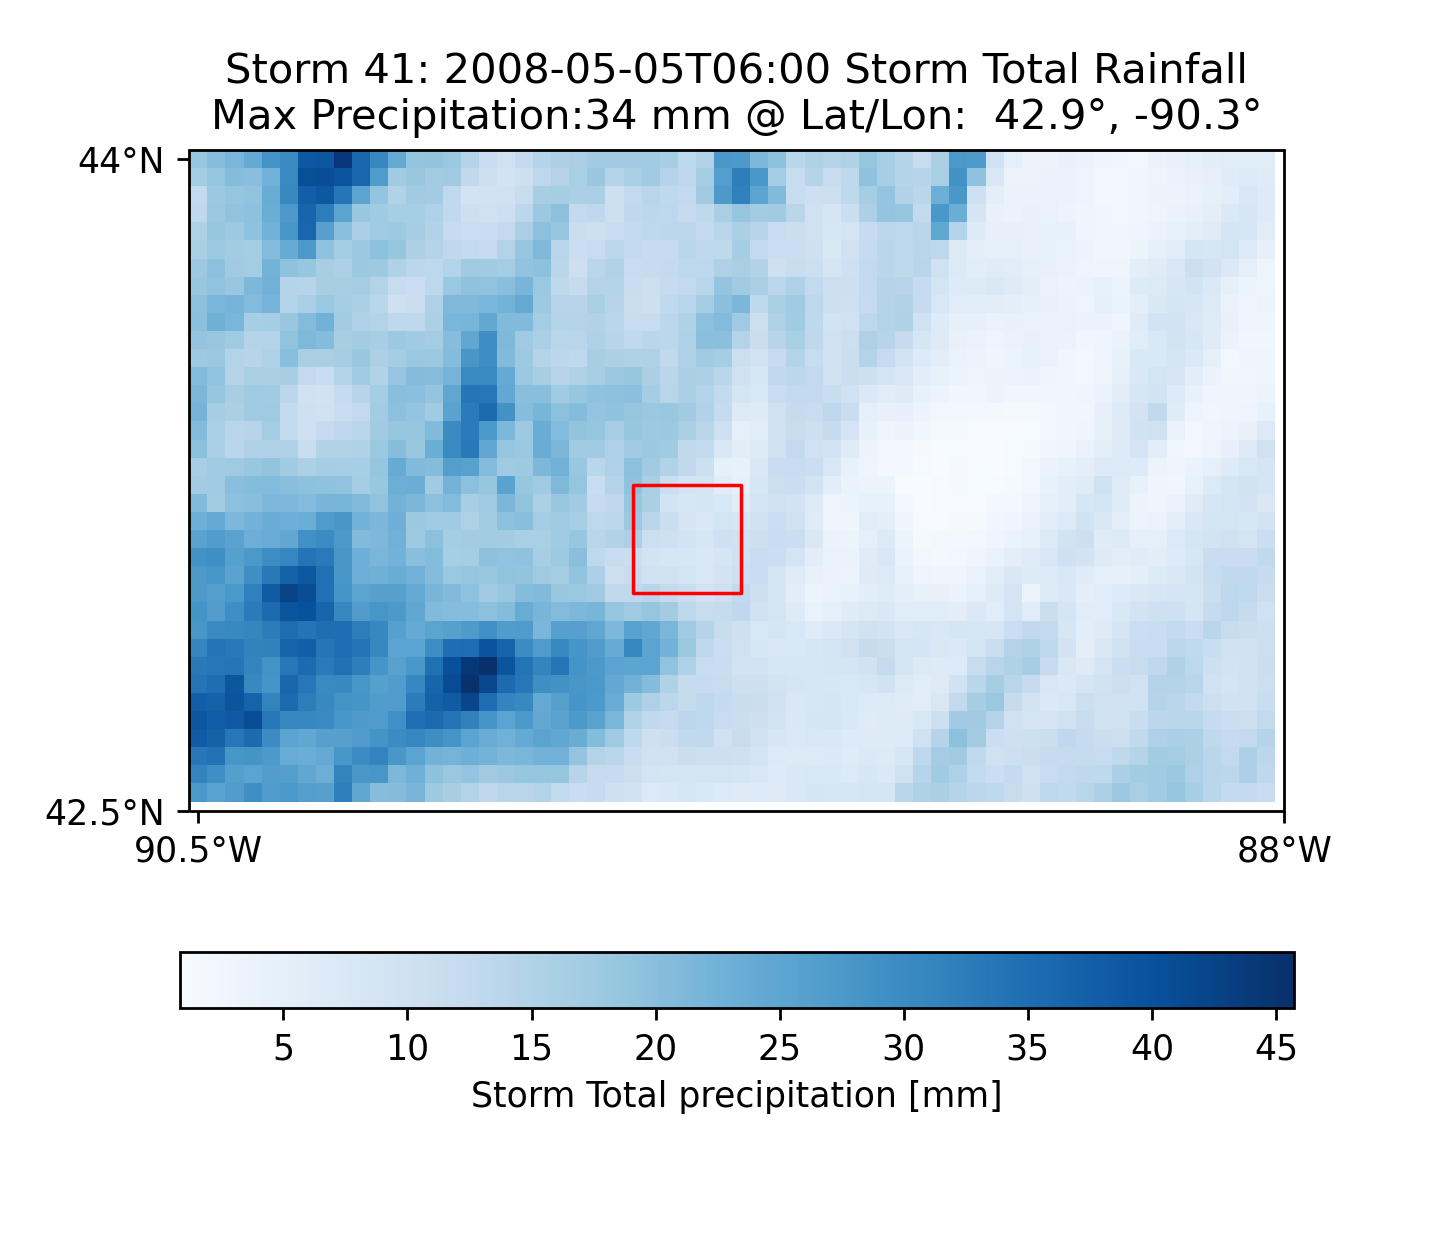 Storm 41: 2008-05-05T06:00 Storm Total Rainfall
Max Precipitation:34 mm @ Lat/Lon:  42.9°, -90.3°
44°N
42.5°N
90.5°W 88°W
5 10 15 20 25 30 35 40 45
Storm Total precipitation [mm]